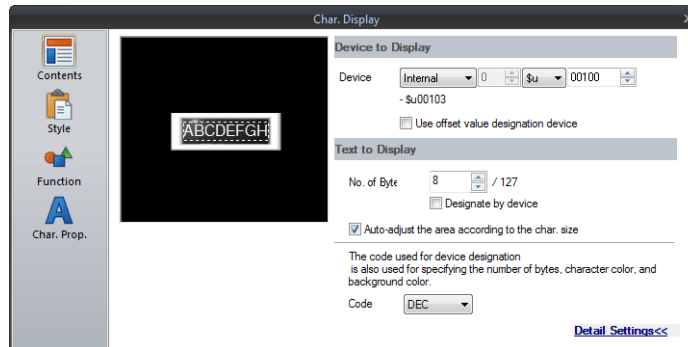 Char. Display
Contents
Style
Function
Char. Prop.
ABCDEFGH
Device to Display
Device Internal 0 $u 00100
- $u00103
Use offset value designation device
Text to Display
No. of Byte 8 / 127
Designate by device
Auto-adjust the area according to the char. size
The code used for device designation
is also used for specifying the number of bytes, character color, and
background color.
Code DEC
Detail Settings<<